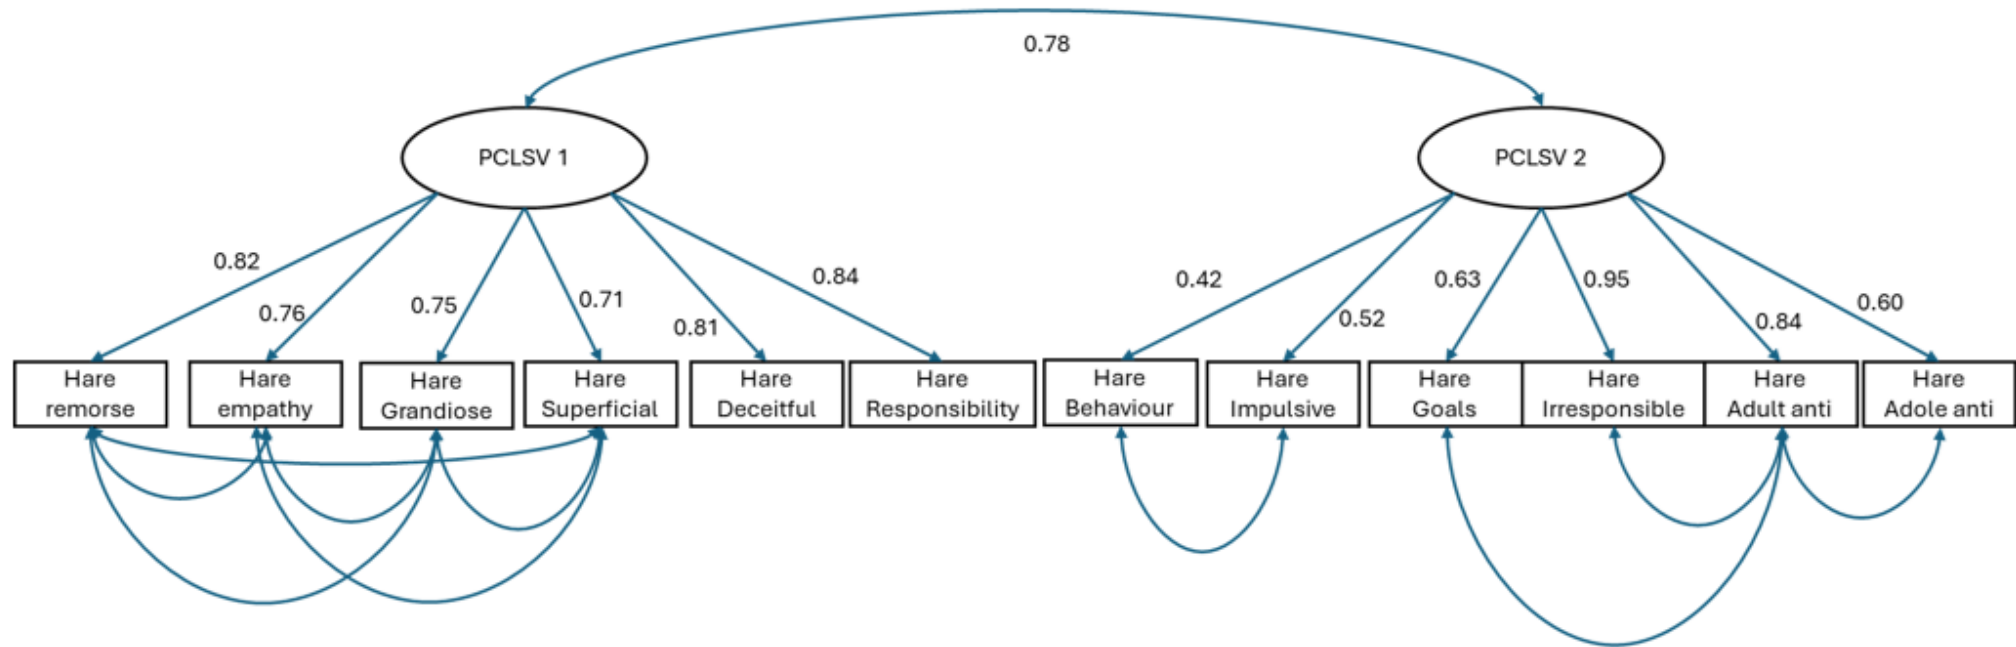 0.78
PCLSV 1
PCLSV 2
0.82
0.76
0.75
0.71
0.81
0.84
0.42
0.52
0.63
0.95
0.84
0.60
Hare
remorse
Hare
empathy
Hare
Grandiose
Hare
Superficial
Hare
Deceitful
Hare
Responsibility
Hare
Behaviour
Hare
Impulsive
Hare
Goals
Hare
Irresponsible
Hare
Adult anti
Hare
Adole anti